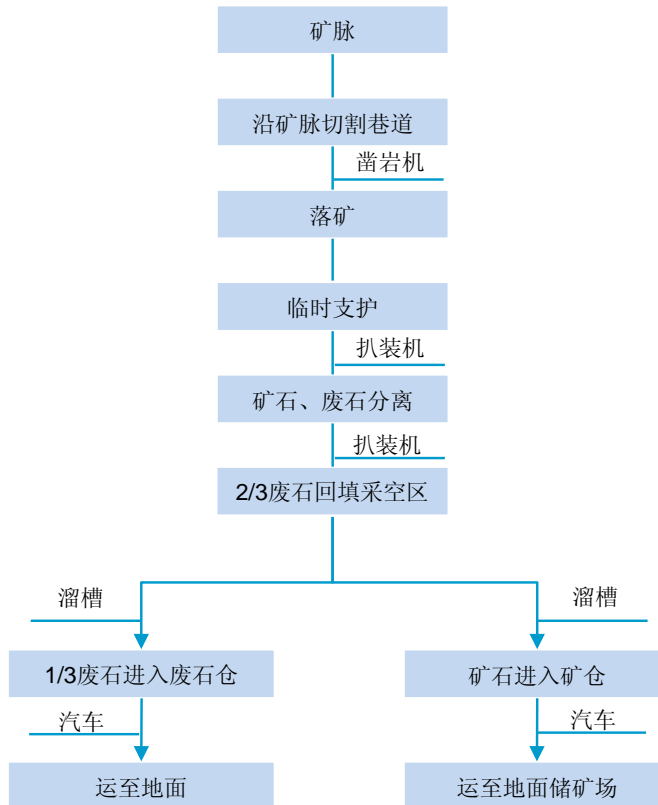 矿脉
沿矿脉切割巷道
凿岩机
落矿
临时支护
扒装机
矿石、废石分离
扒装机
2/3废石回填采空区
溜槽
溜槽
1/3废石进入废石仓
矿石进入矿仓
汽车
汽车
运至地面
运至地面储矿场